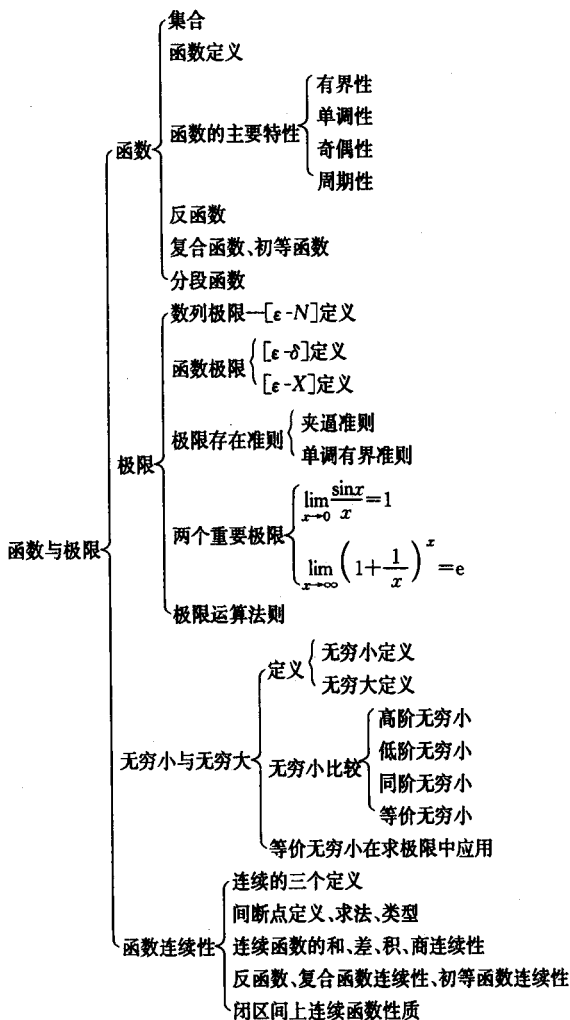 集合
函数定义
函数的主要特性
有界性
单调性
奇偶性
周期性
函数
反函数
复合函数、初等函数
分段函数
数列极限—[ε-N]定义
函数极限
[ε-δ]定义
[ε-X]定义
极限存在准则
夹逼准则
单调有界准则
极限
两个重要极限
lim x→0 sinx/x =1
lim x→∞ (1+1/x)^x =e
函数与极限
极限运算法则
定义
无穷小定义
无穷大定义
无穷小与无穷大
无穷小比较
高阶无穷小
低阶无穷小
同阶无穷小
等价无穷小
等价无穷小在求极限中应用
连续的三个定义
间断点定义、求法、类型
函数连续性
连续函数的和、差、积、商连续性
反函数、复合函数连续性、初等函数连续性
闭区间上连续函数性质